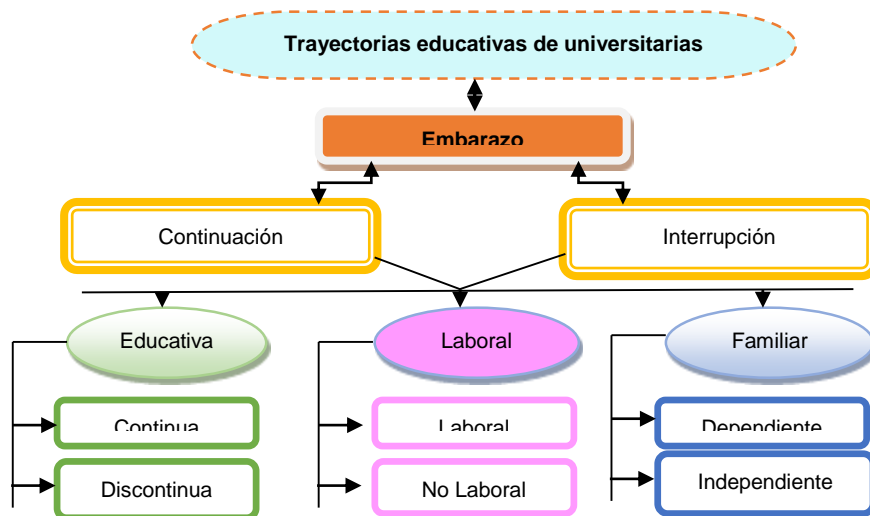 Trayectorias educativas de universitarias
Embarazo
Continuación
Interrupción
Educativa
Laboral
Familiar
Continua
Laboral
Dependiente
Discontinua
No Laboral
Independiente